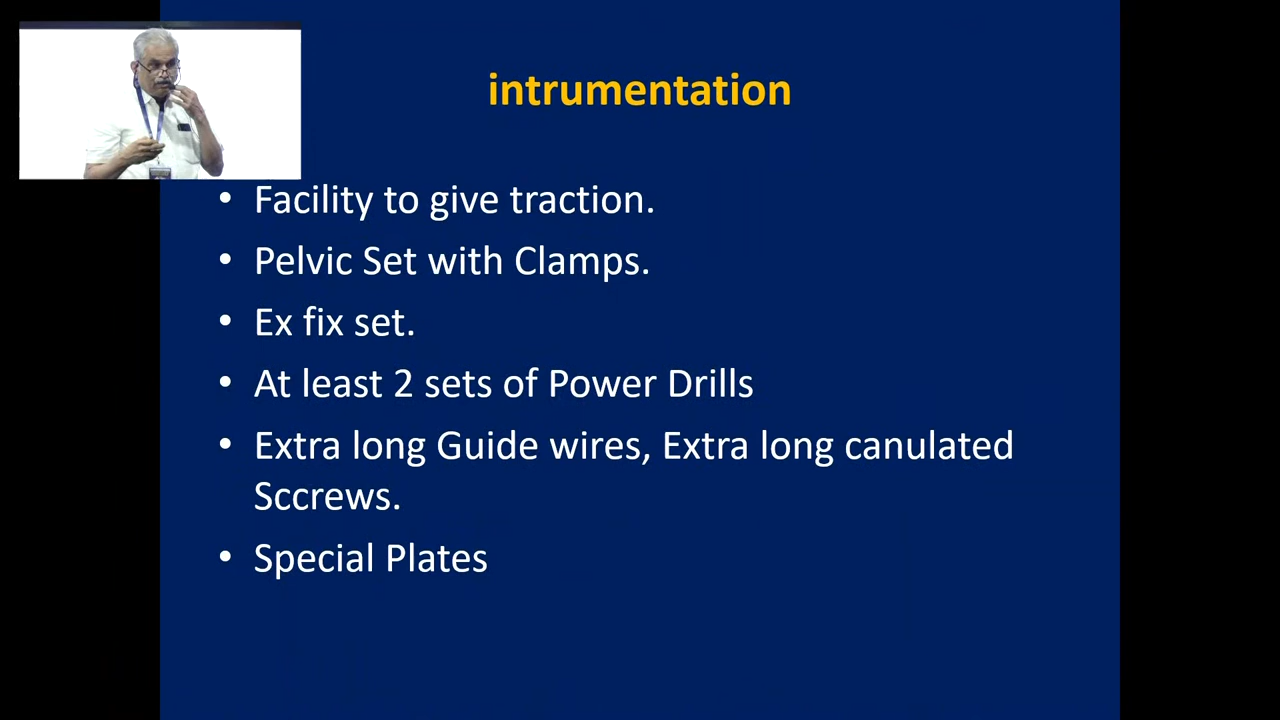 intrumentation
• Facility to give traction.
• Pelvic Set with Clamps.
• Ex fix set.
• At least 2 sets of Power Drills
• Extra long Guide wires, Extra long canulated
Sccrews.
• Special Plates